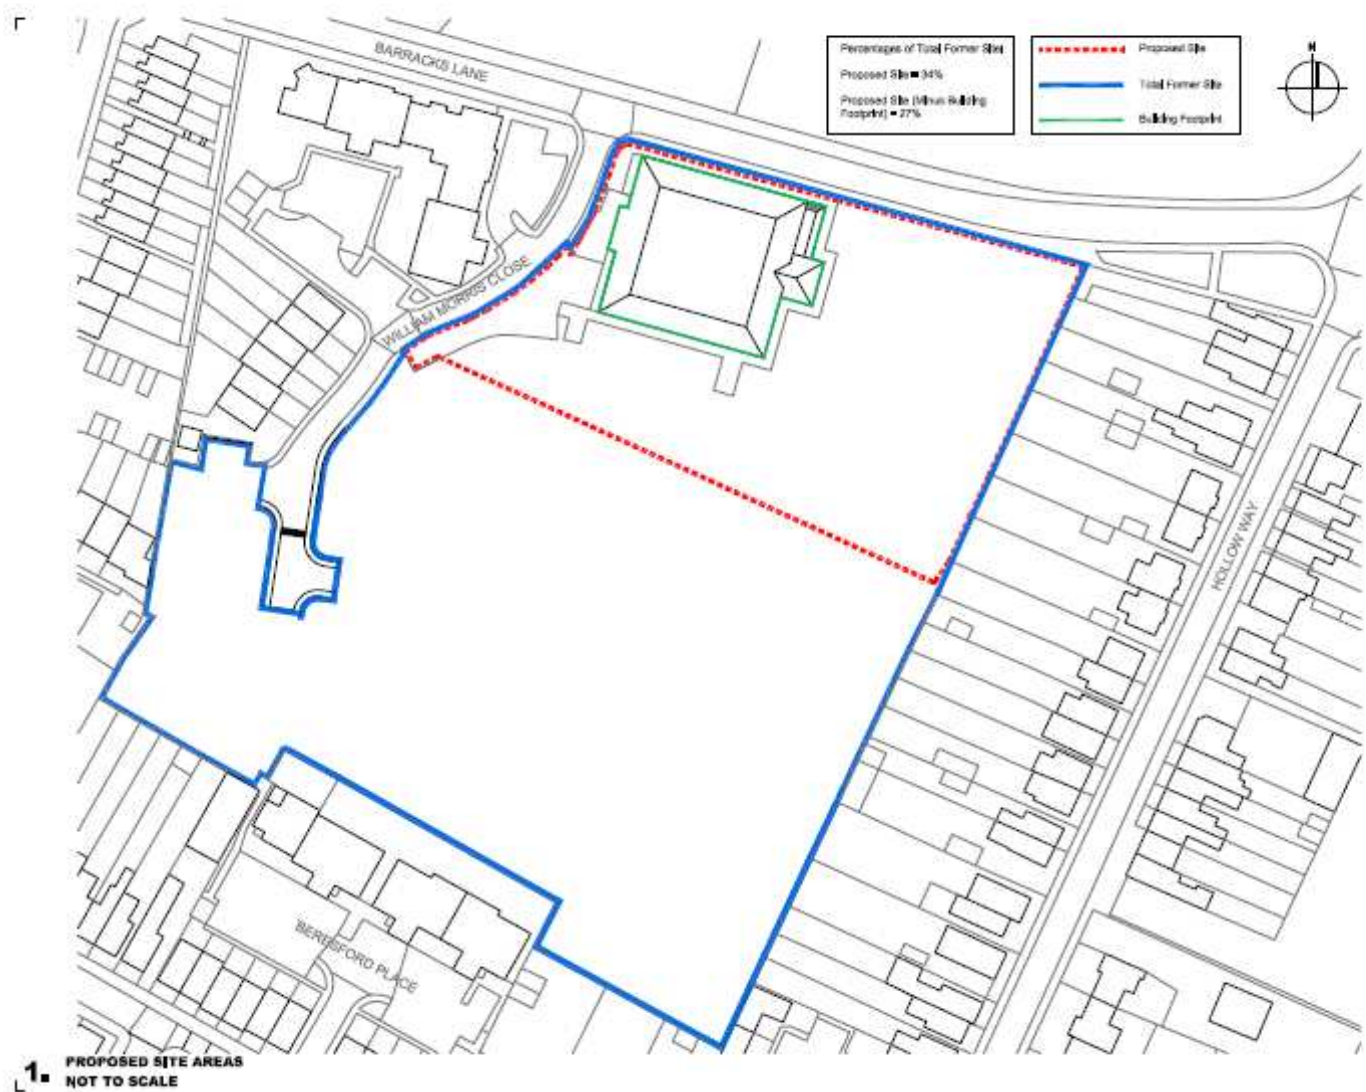 BARRACKS LANE
Percentages of Total Former Site:
Proposed Site = 34%
Proposed Site (Minus Building
Footprint) = 27%
Proposed Site
Total Former Site
Building Footprint
N
WILLIAM MORRIS CLOSE
HOLLOW WAY
BERESFORD PLACE
1. PROPOSED SITE AREAS
NOT TO SCALE